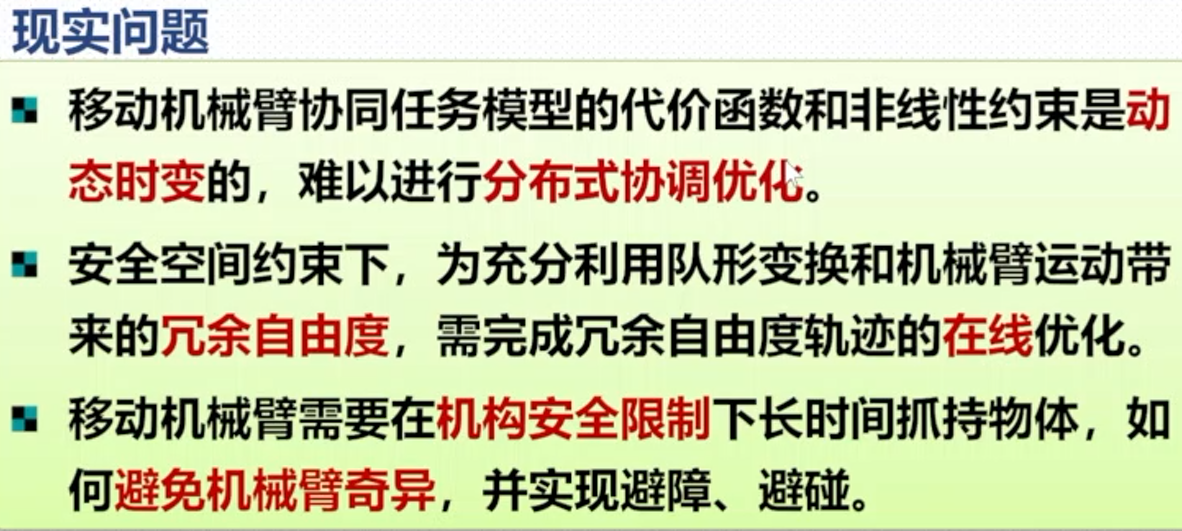 现实问题
移动机械臂协同任务模型的代价函数和非线性约束是动
态时变的，难以进行分布式协调优化。
安全空间约束下，为充分利用队形变换和机械臂运动带
来的冗余自由度，需完成冗余自由度轨迹的在线优化。
移动机械臂需要在机构安全限制下长时间抓持物体，如
何避免机械臂奇异，并实现避障、避碰。